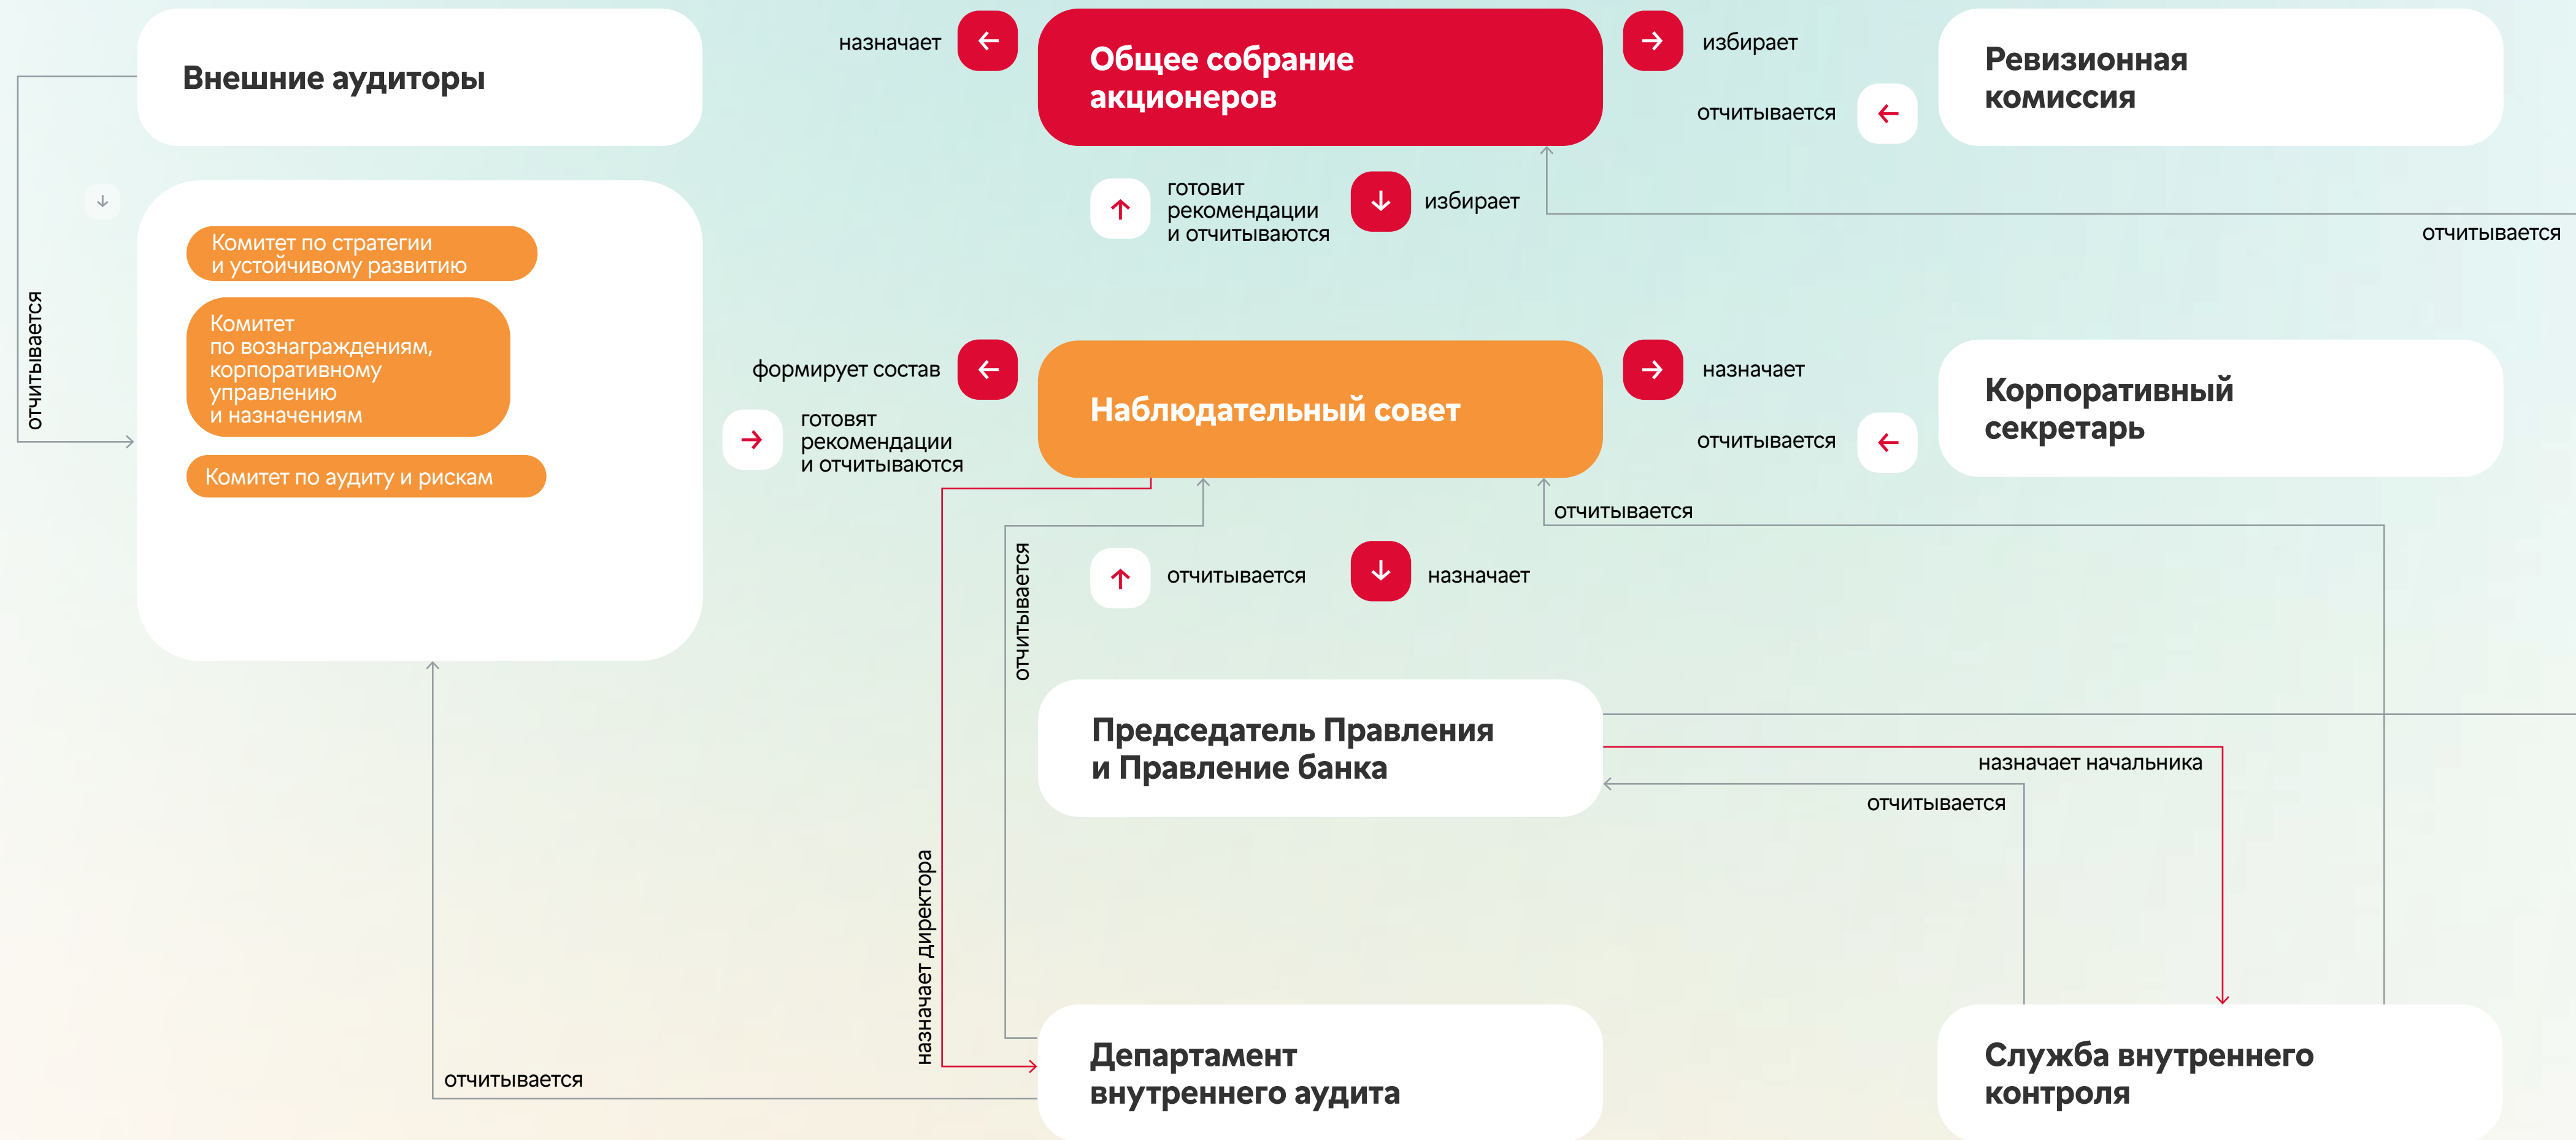 Внешние аудиторы
назначает
Общее собрание
акционеров
избирает
отчитывается
Ревизионная
комиссия
готовит
рекомендации
и отчитываются
избирает
отчитывается
отчитывается
Комитет по стратегии
и устойчивому развитию
Комитет
по вознаграждениям,
корпоративному
управлению
и назначениям
Комитет по аудиту и рискам
формирует состав
готовят
рекомендации
и отчитываются
Наблюдательный совет
назначает
отчитывается
Корпоративный
секретарь
отчитывается
отчитывается
отчитывается
назначает
Председатель Правления
и Правление банка
назначает начальника
отчитывается
назначает директора
отчитывается
Департамент
внутреннего аудита
Служба внутреннего
контроля